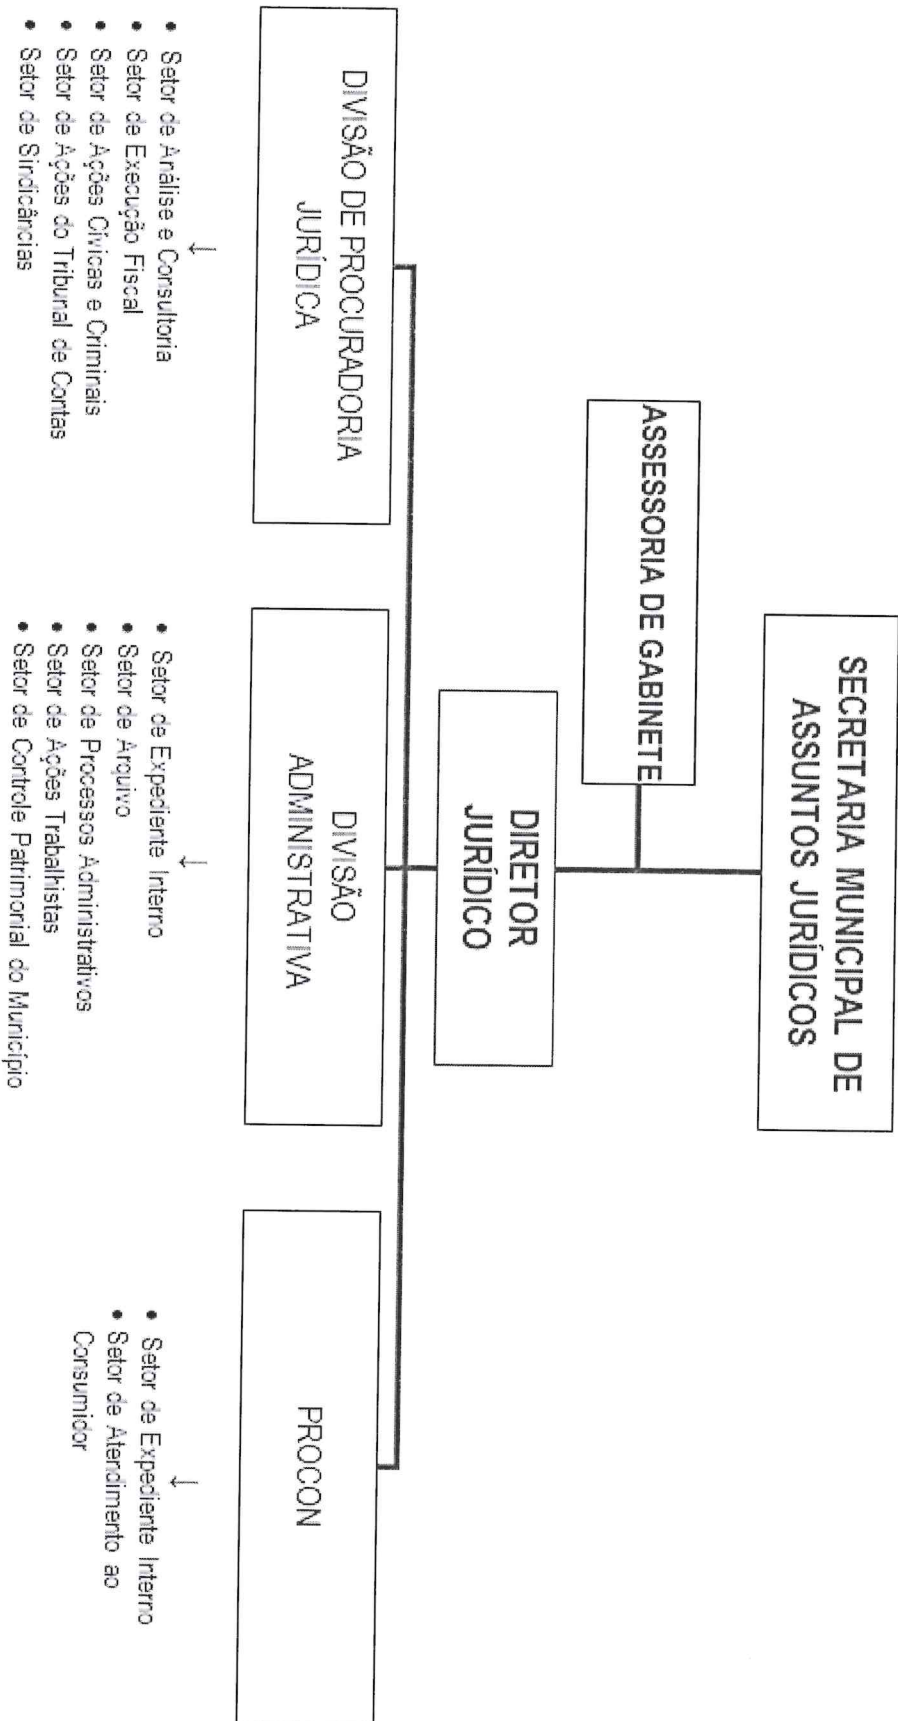 SECRETARIA MUNICIPAL DE
ASSUNTOS JURÍDICOS
ASSESSORIA DE GABINETE
DIRETOR
JURÍDICO
DIVISÃO DE PROCURADORIA
JURÍDICA
↓
• Setor de Análise e Consultoria
• Setor de Execução Fiscal
• Setor de Ações Cívicas e Criminais
• Setor de Ações do Tribunal de Contas
• Setor de Sindicâncias
DIVISÃO
ADMINISTRATIVA
↓
• Setor de Expediente Interno
• Setor de Arquivo
• Setor de Processos Administrativos
• Setor de Ações Trabalhistas
• Setor de Controle Patrimonial do Município
PROCON
↓
• Setor de Expediente Interno
• Setor de Atendimento ao
Consumidor